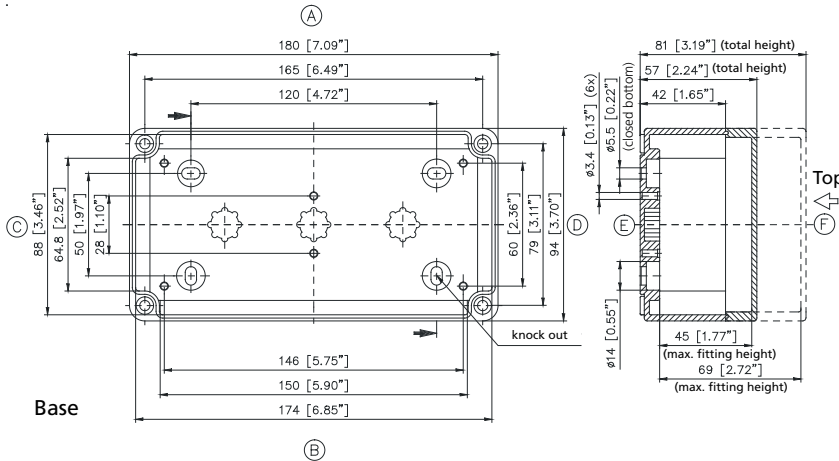 A
180 [7.09"]
165 [6.49"]
120 [4.72"]
C
88 [3.46"]
64.8 [2.52"]
50 [1.97"]
28 [1.10"]
60 [2.36"]
79 [3.11"]
94 [3.70"]
D
knock out
146 [5.75"]
150 [5.90"]
174 [6.85"]
Base
B
81 [3.19"] (total height)
57 [2.24"] (total height)
42 [1.65"]
ø3.4 [0.13"] (6x)
ø5.5 [0.22"]
(closed bottom)
Top
E
F
ø14 [0.55"]
45 [1.77"]
(max. fitting height)
69 [2.72"]
(max. fitting height)